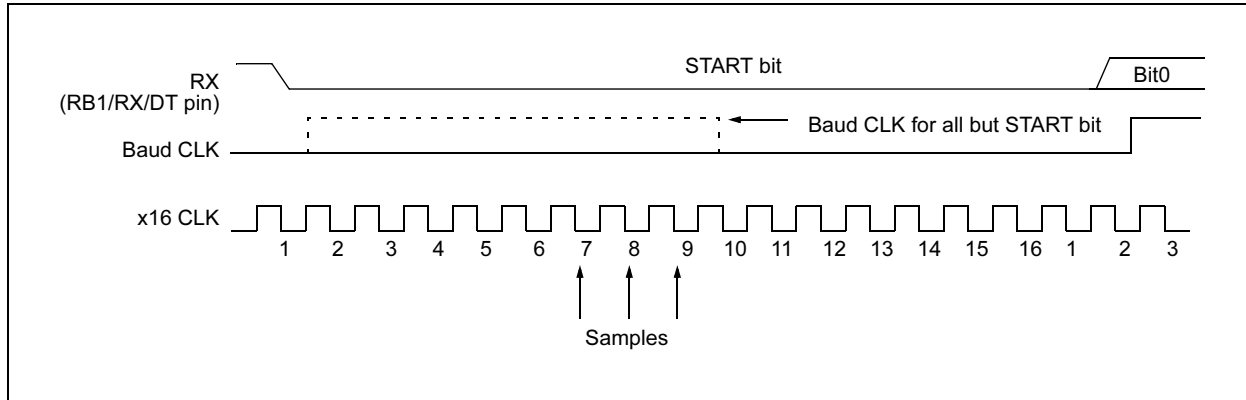 START bit
Bit0
RX
(RB1/RX/DT pin)
Baud CLK for all but START bit
Baud CLK
x16 CLK
1 2 3 4 5 6 7 8 9 10 11 12 13 14 15 16 1 2 3
Samples